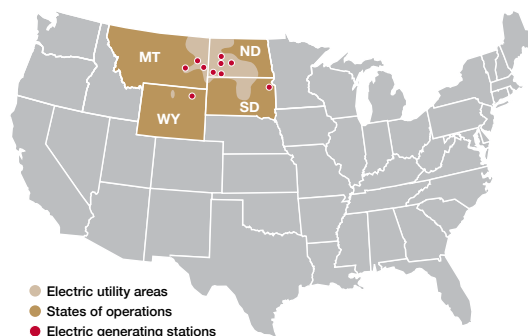 MT
ND
SD
WY
Electric utility areas
States of operations
Electric generating stations